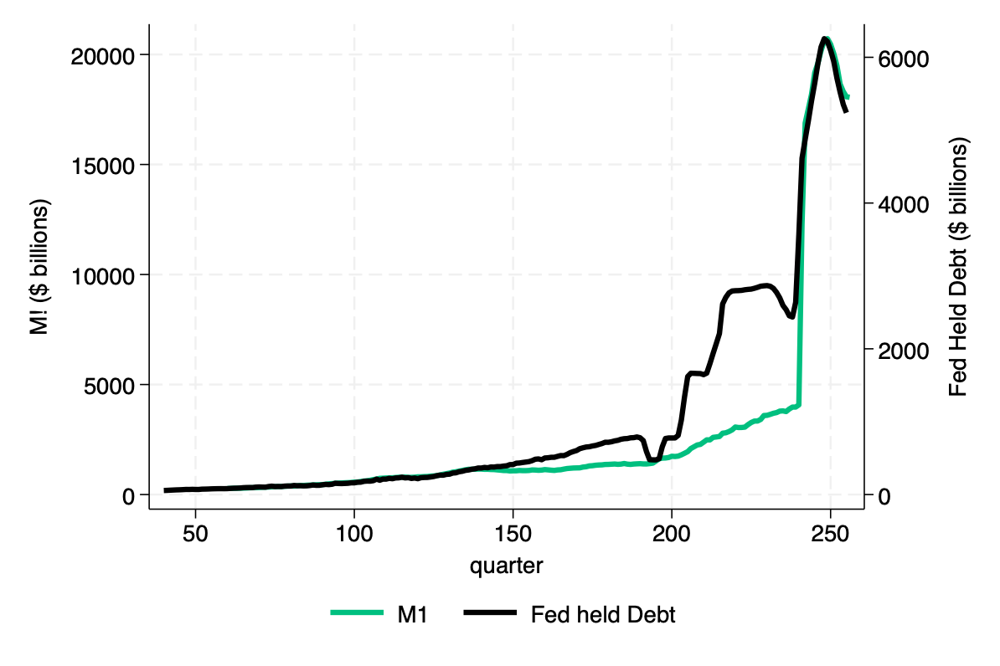 20000
15000
10000
5000
0
M! ($ billions)
6000
4000
2000
0
Fed Held Debt ($ billions)
50 100 150 200 250
quarter
M1 Fed held Debt